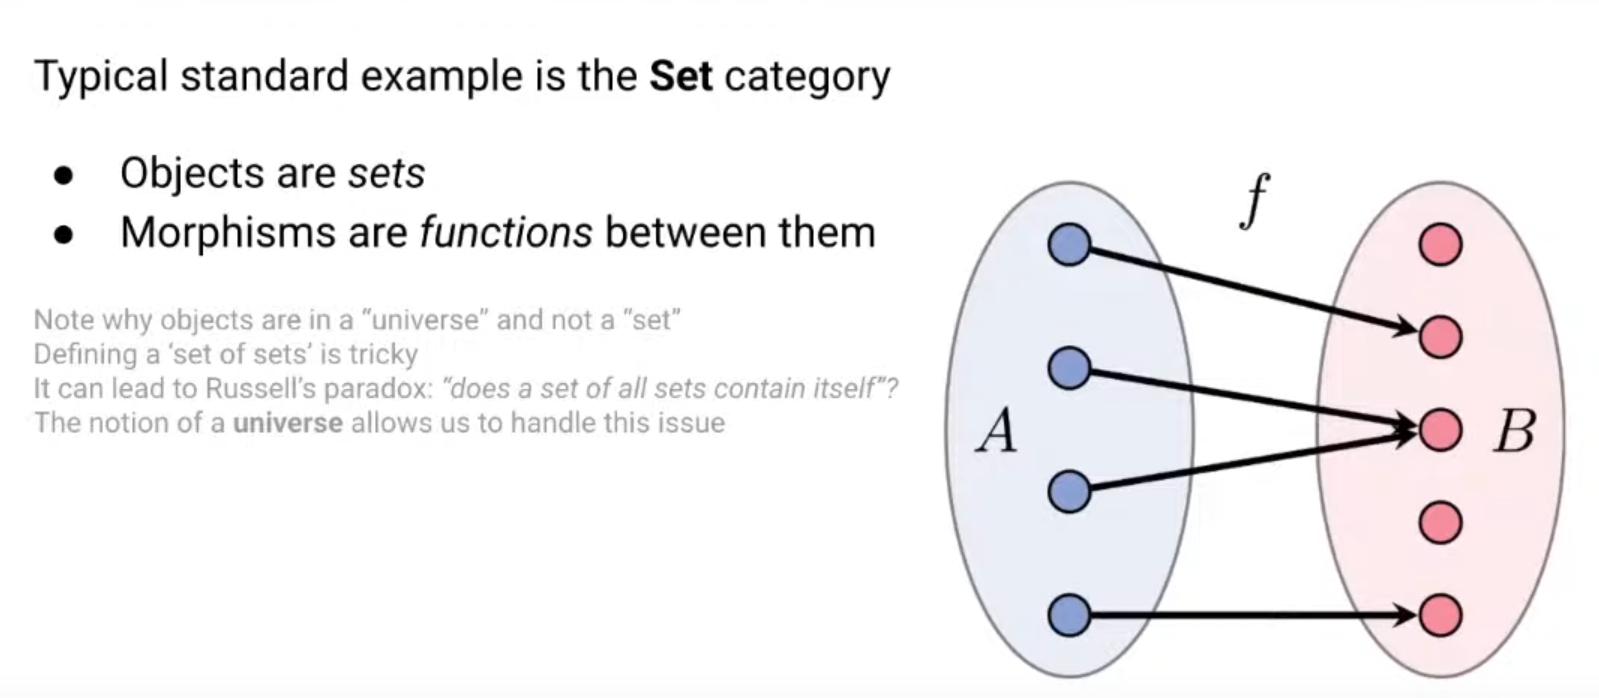 Typical standard example is the Set category
● Objects are sets
● Morphisms are functions between them
Note why objects are in a “universe” and not a “set”
Defining a ‘set of sets’ is tricky
It can lead to Russell’s paradox: “does a set of all sets contain itself”?
The notion of a universe allows us to handle this issue
f
A
B